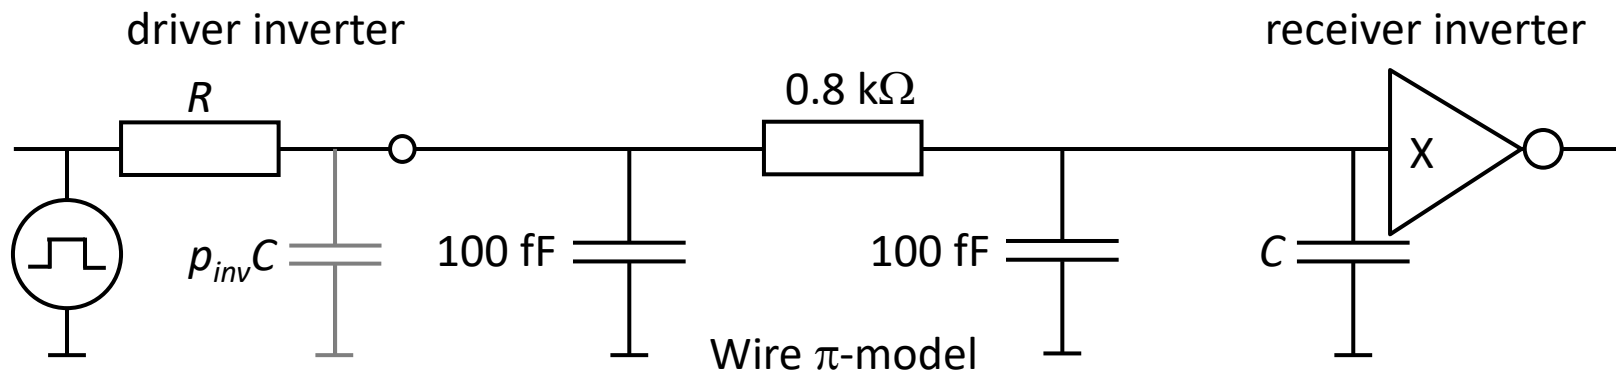 driver inverter
receiver inverter
R
0.8 kΩ
X
p_inv C
100 fF
100 fF
C
Wire π-model